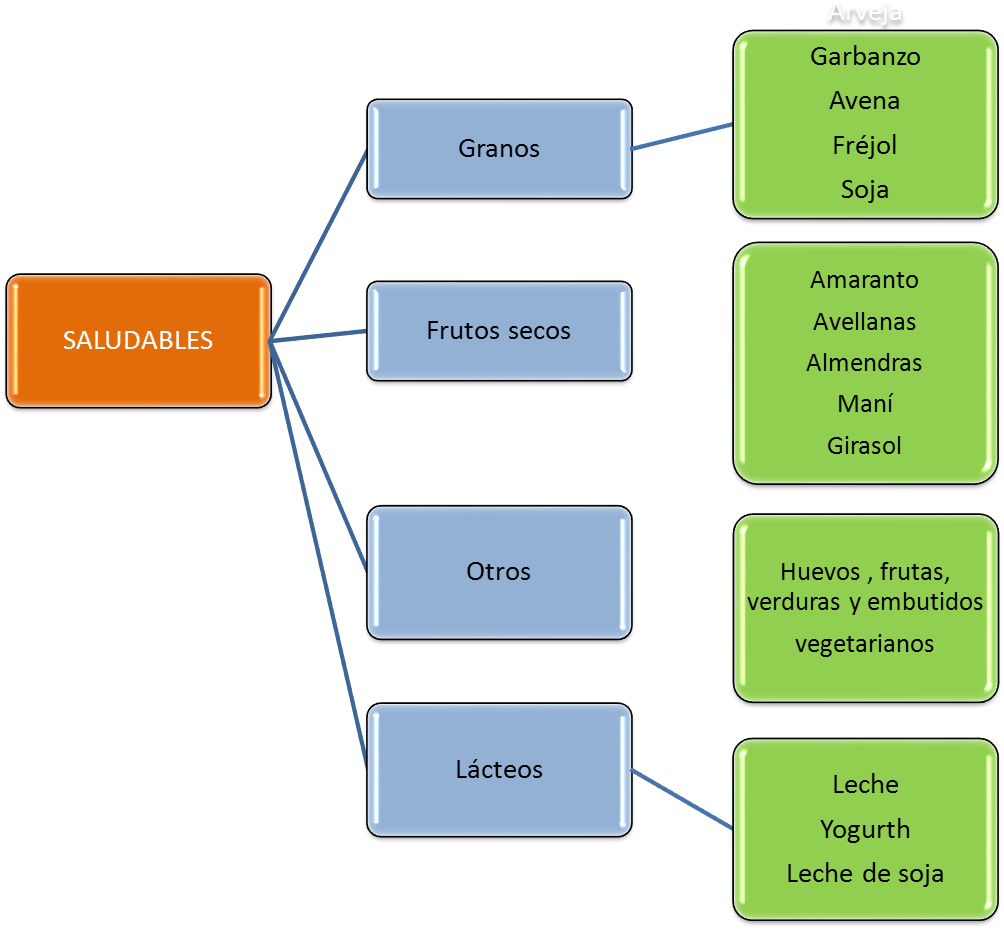 SALUDABLES
Granos
Arveja
Garbanzo
Avena
Fréjol
Soja
Frutos secos
Amaranto
Avellanas
Almendras
Maní
Girasol
Otros
Huevos , frutas,
verduras y embutidos
vegetarianos
Lácteos
Leche
Yogurth
Leche de soja